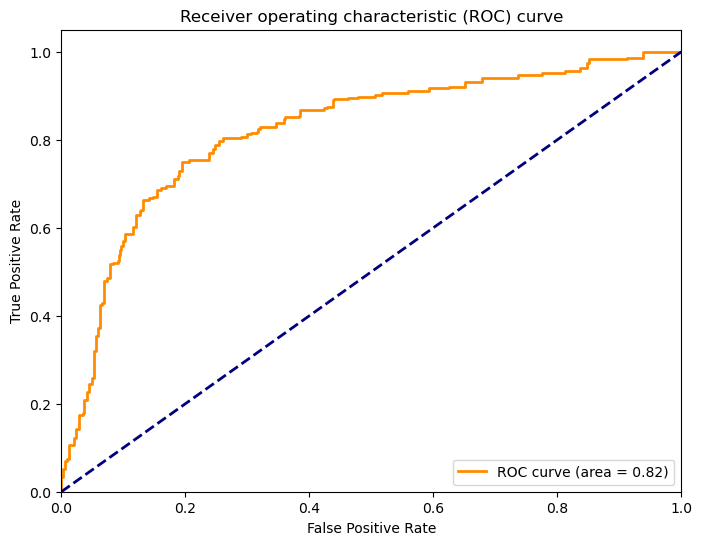 Receiver operating characteristic (ROC) curve
True Positive Rate
1.0
0.8
0.6
0.4
0.2
0.0
0.0 0.2 0.4 0.6 0.8 1.0
False Positive Rate
ROC curve (area = 0.82)